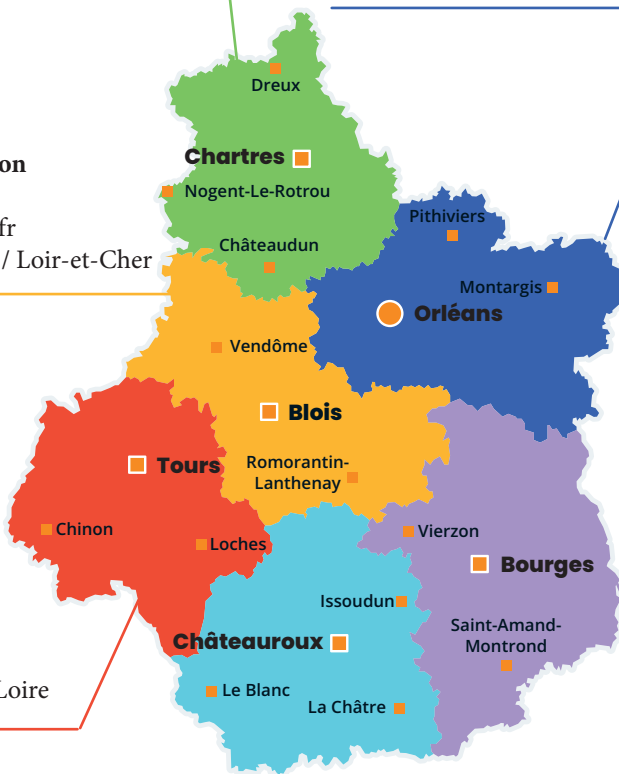 Dreux
Chartres
on
Nogent-Le-Rotrou
Pithiviers
fr
Châteaudun
/ Loir-et-Cher
Montargis
Orléans
Vendôme
Blois
Tours
Romorantin-
Lanthenay
Chinon
Loches
Vierzon
Bourges
Issoudun
Saint-Amand-
Montrond
Châteauroux
Le Blanc
Loire
La Châtre